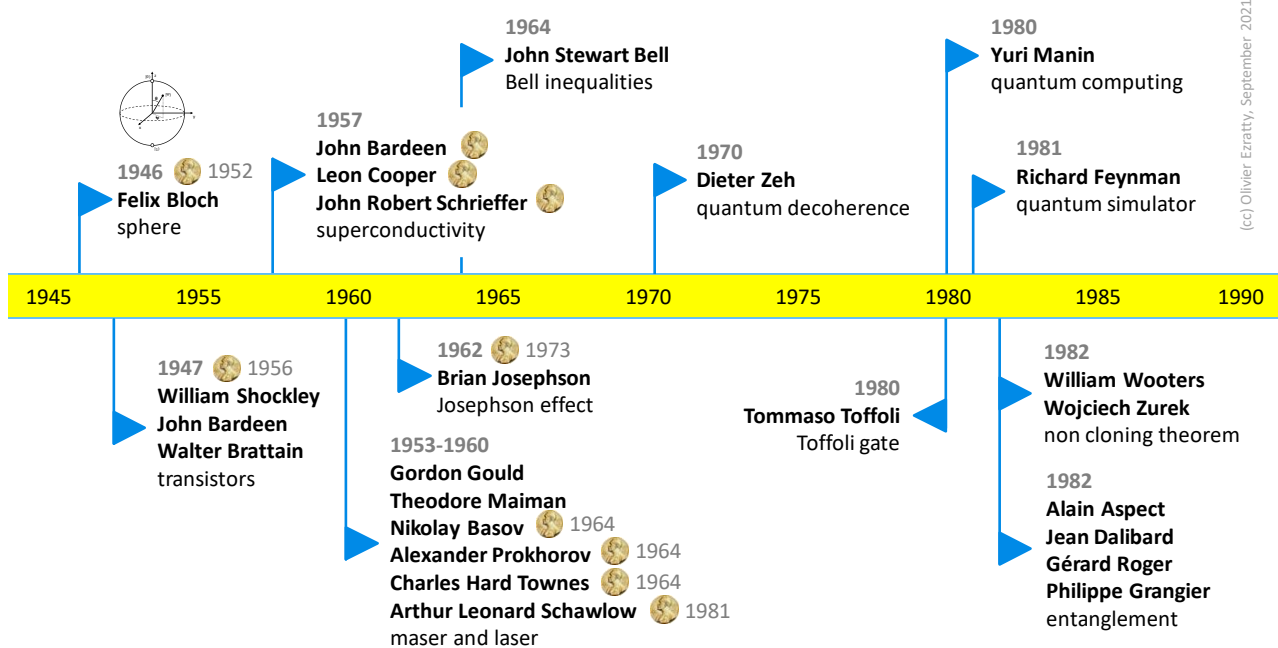 1964
John Stewart Bell
Bell inequalities
1980
Yuri Manin
quantum computing
(cc) Olivier Ezratty, September 2021
1946 1952
Felix Bloch
sphere
1957
John Bardeen
Leon Cooper
John Robert Schrieffer
superconductivity
1970
Dieter Zeh
quantum decoherence
1981
Richard Feynman
quantum simulator
1945 1955 1960 1965 1970 1975 1980 1985 1990
1947 1956
William Shockley
John Bardeen
Walter Brattain
transistors
1962 1973
Brian Josephson
Josephson effect
1953-1960
Gordon Gould
Theodore Maiman
Nikolay Basov 1964
Alexander Prokhorov 1964
Charles Hard Townes 1964
Arthur Leonard Schawlow 1981
maser and laser
1980
Tommaso Toffoli
Toffoli gate
1982
William Wooters
Wojciech Zurek
non cloning theorem
1982
Alain Aspect
Jean Dalibard
Gérard Roger
Philippe Grangier
entanglement